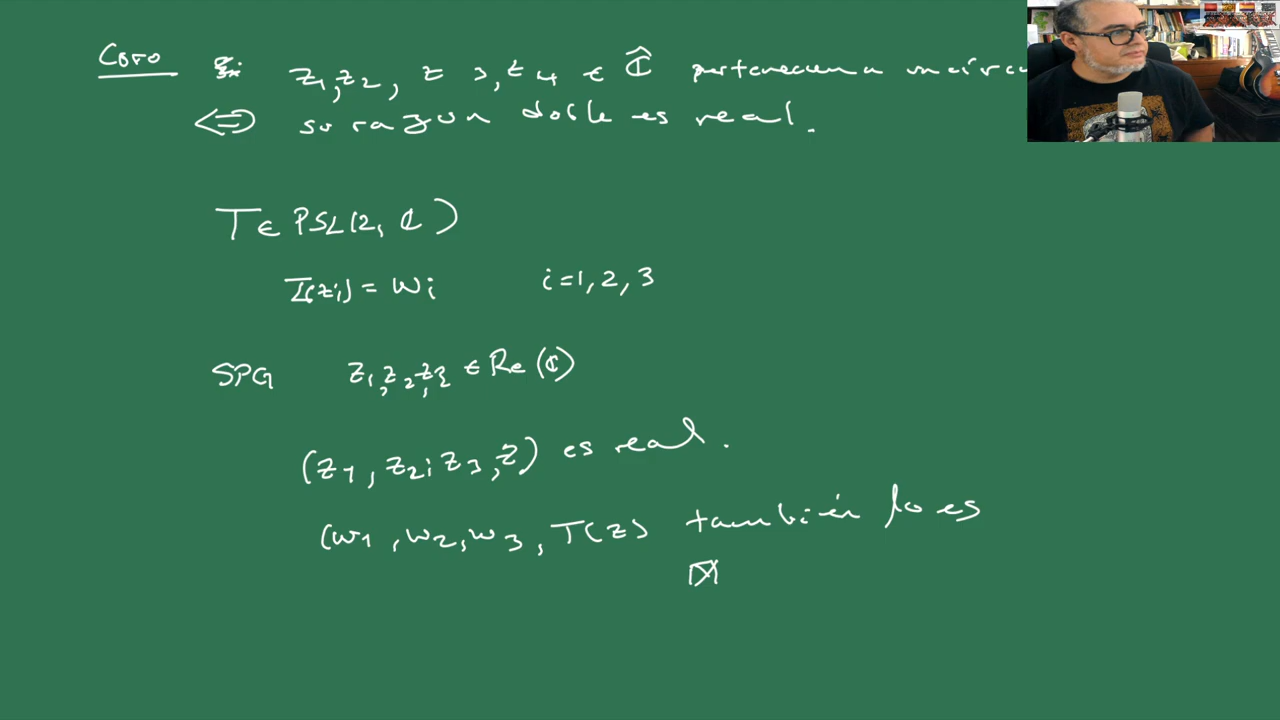 Coro z1, z2, z3, z4 ∈ Ĉ pertenecen a un círcu
⟺ su razón doble es real.
T ∈ PSL(2, ℂ)
T(zi) = wi i=1, 2, 3
SPG z1, z2, z3 ∈ Re(ℂ)
(z1, z2; z3, z) es real.
(w1, w2, w3, T(z) también lo es